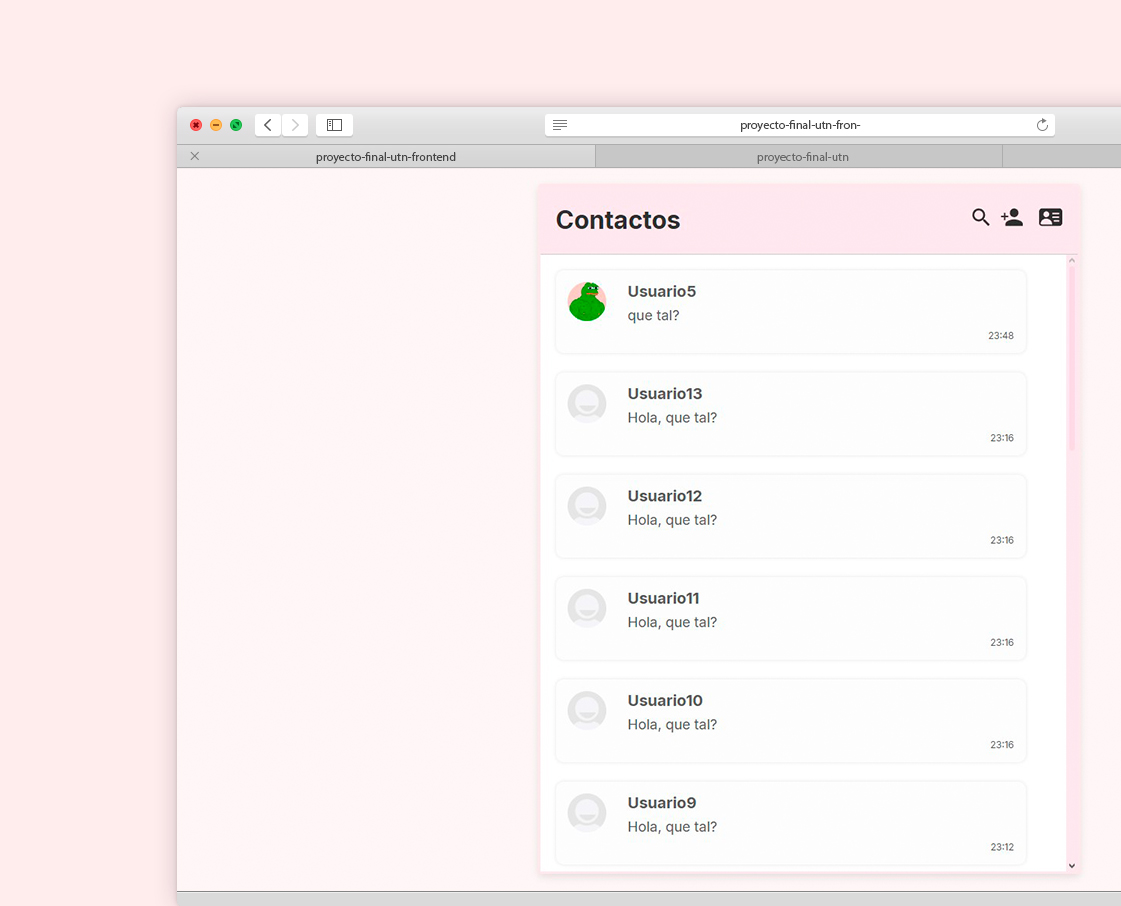 proyecto-final-utn-fron-
proyecto-final-utn-frontend
proyecto-final-utn
Contactos
Usuario5
que tal?
23:48
Usuario13
Hola, que tal?
23:16
Usuario12
Hola, que tal?
23:16
Usuario11
Hola, que tal?
23:16
Usuario10
Hola, que tal?
23:16
Usuario9
Hola, que tal?
23:12